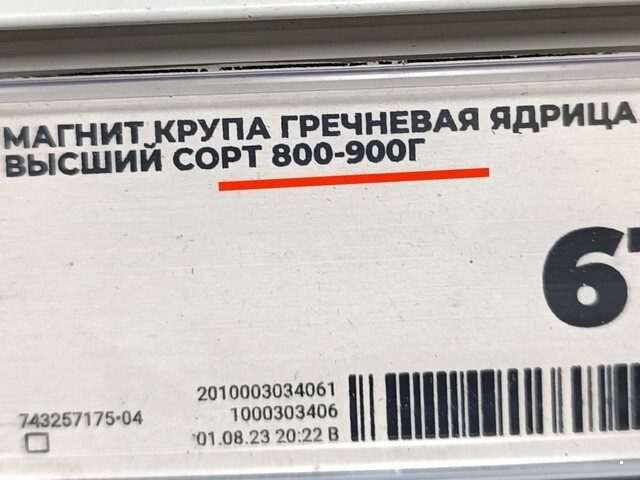 МАГНИТ КРУПА ГРЕЧНЕВАЯ ЯДРИЦА
ВЫСШИЙ СОРТ 800-900Г
2010003034061
743257175-04
1000303406
01.08.23 20:22 В